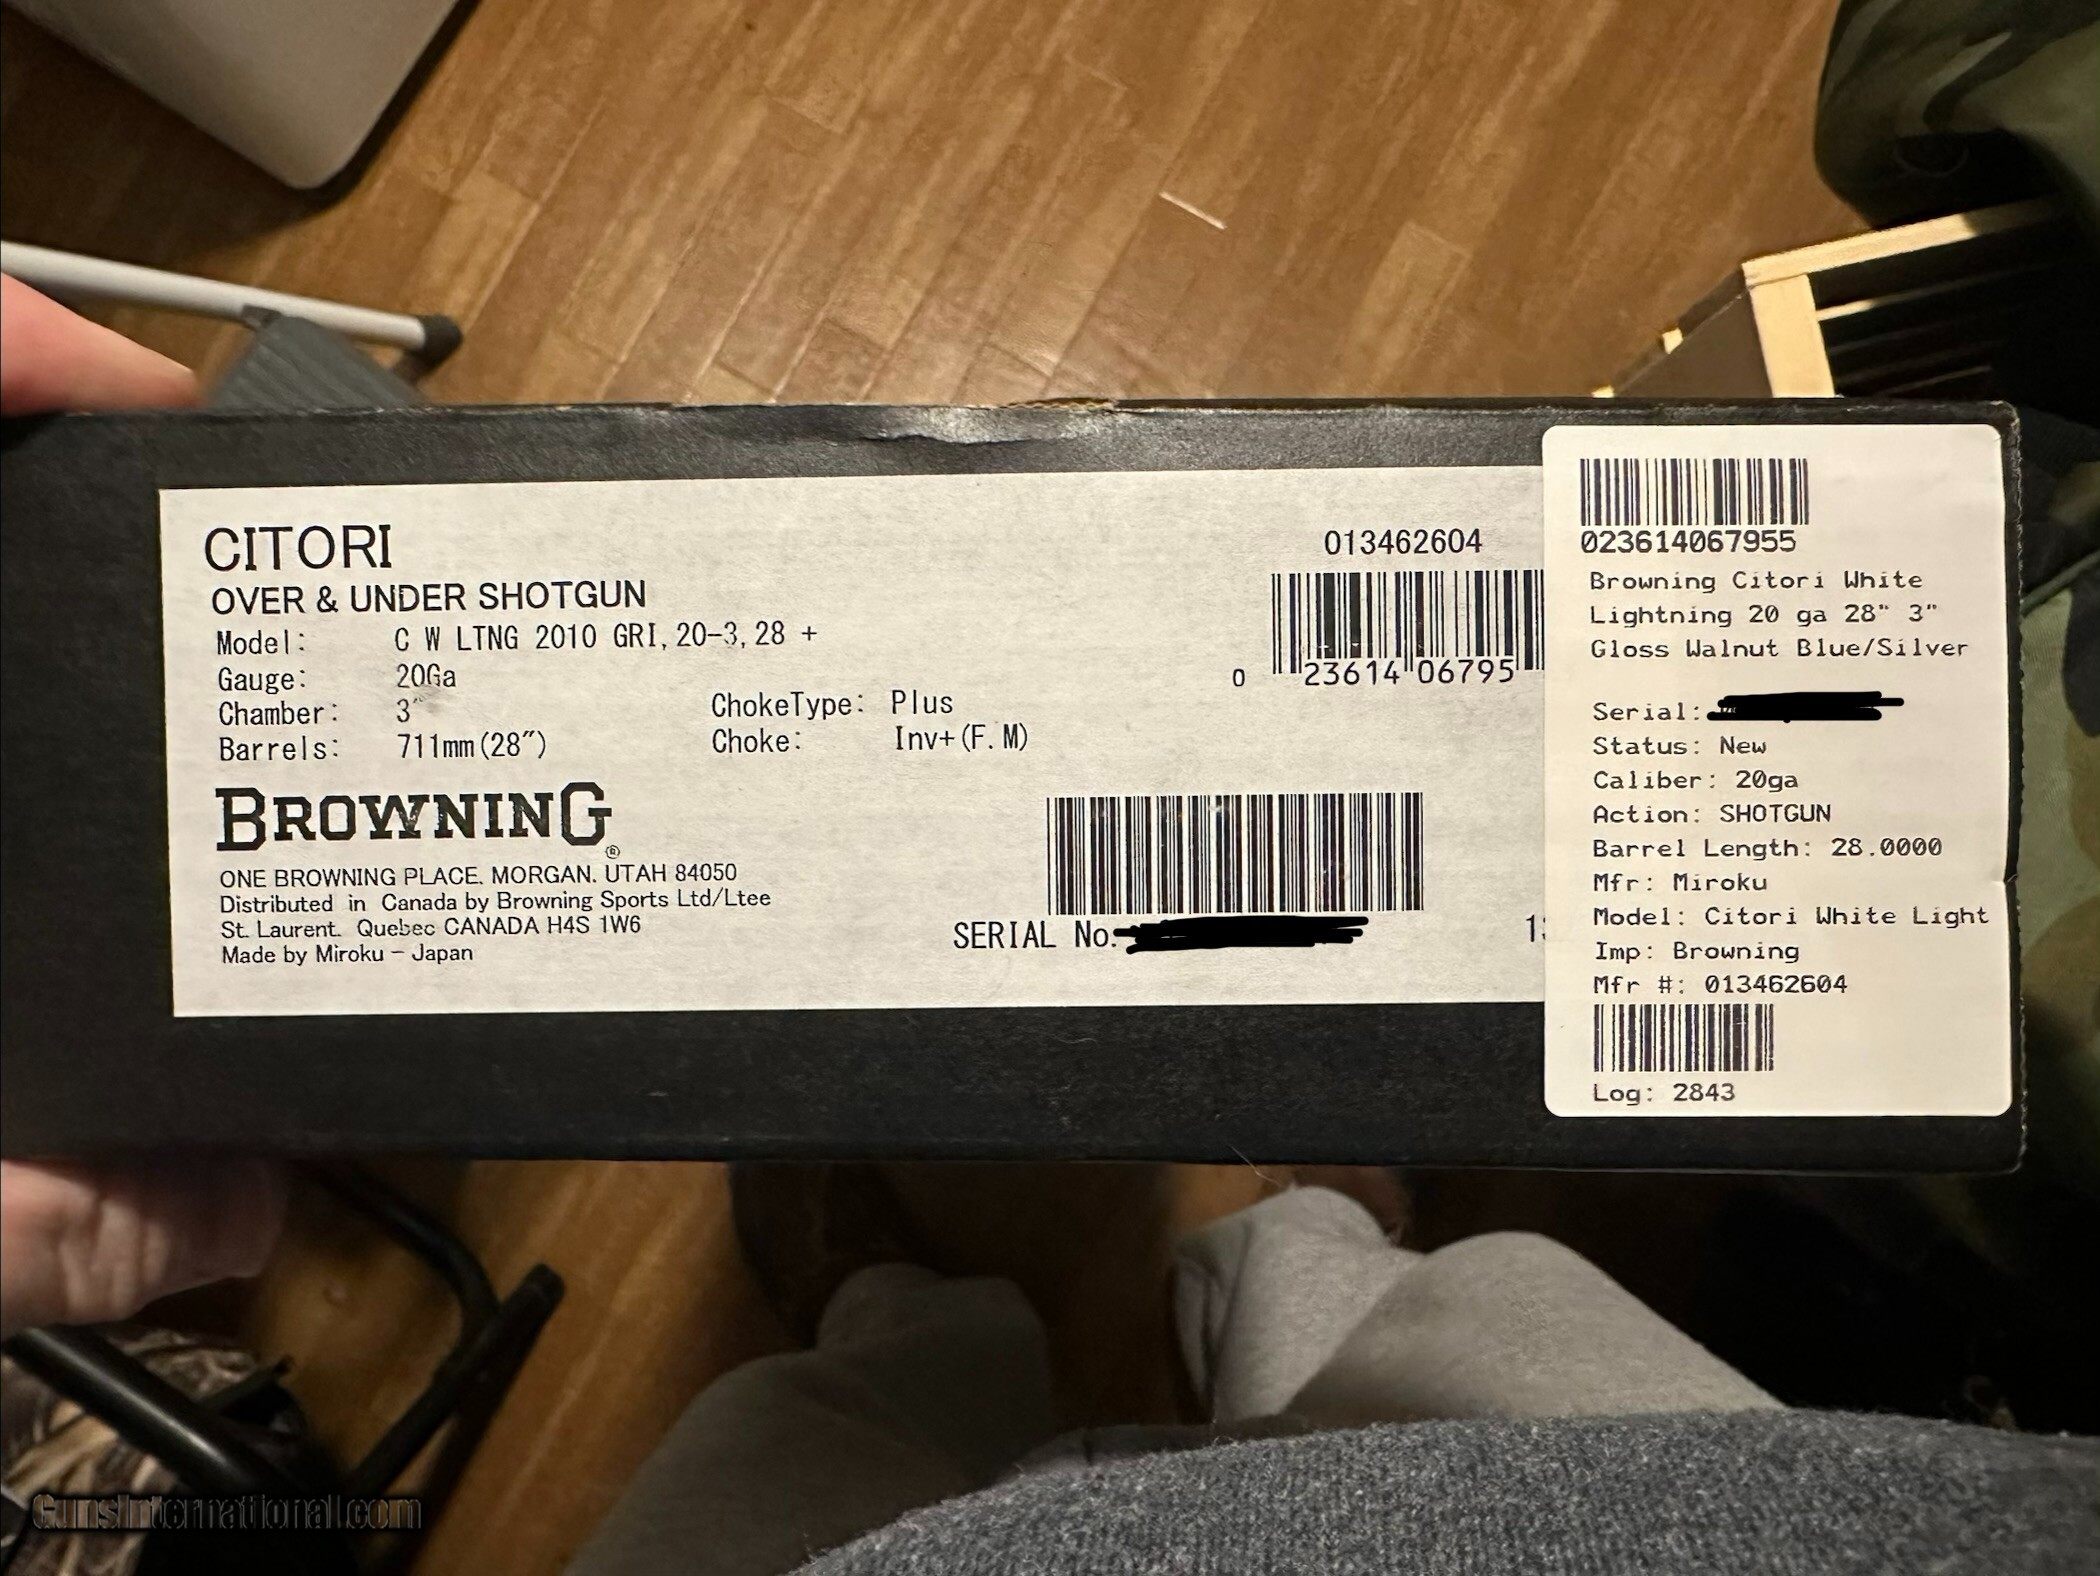 CITORI
OVER & UNDER SHOTGUN
Model: C W LTNG 2010 GRI, 20-3, 28 +
Gauge: 20Ga
Chamber: 3"
Barrels: 711mm(28")
ChokeType: Plus
Choke: Inv+(F. M)
BROWNING ®
ONE BROWNING PLACE. MORGAN. UTAH 84050
Distributed in Canada by Browning Sports Ltd/Ltee
St. Laurent. Quebec CANADA H4S 1W6
Made by Miroku - Japan
013462604
0 23614 06795
SERIAL No.
023614067955
Browning Citori White
Lightning 20 ga 28" 3"
Gloss Walnut Blue/Silver
Serial:
Status: New
Caliber: 20ga
Action: SHOTGUN
Barrel Length: 28.0000
Mfr: Miroku
Model: Citori White Light
Imp: Browning
Mfr #: 013462604
Log: 2843
GunsInternational.com